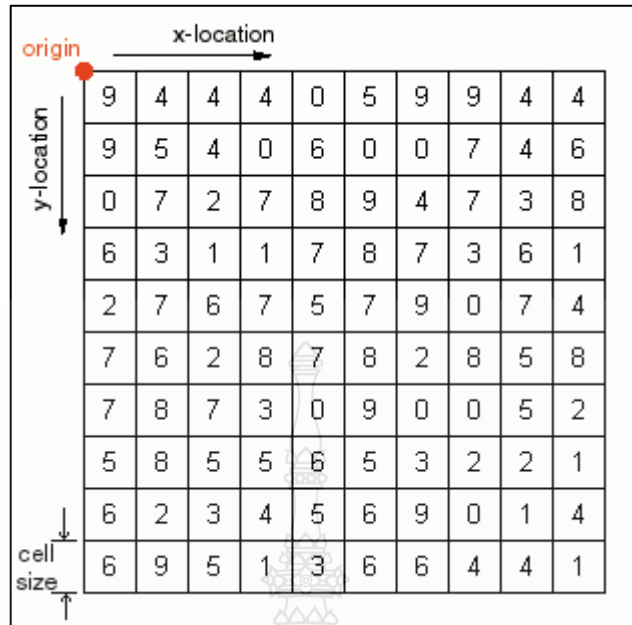 x-location
origin
y-location
9 4 4 4 0 5 9 9 4 4
9 5 4 0 6 0 0 7 4 6
0 7 2 7 8 9 4 7 3 8
6 3 1 1 7 8 7 3 6 1
2 7 6 7 5 7 9 0 7 4
7 6 2 8 7 8 2 8 5 8
7 8 7 3 0 9 0 0 5 2
5 8 5 5 6 5 3 2 2 1
6 2 3 4 5 6 9 0 1 4
cell
size
6 9 5 1 3 6 6 4 4 1